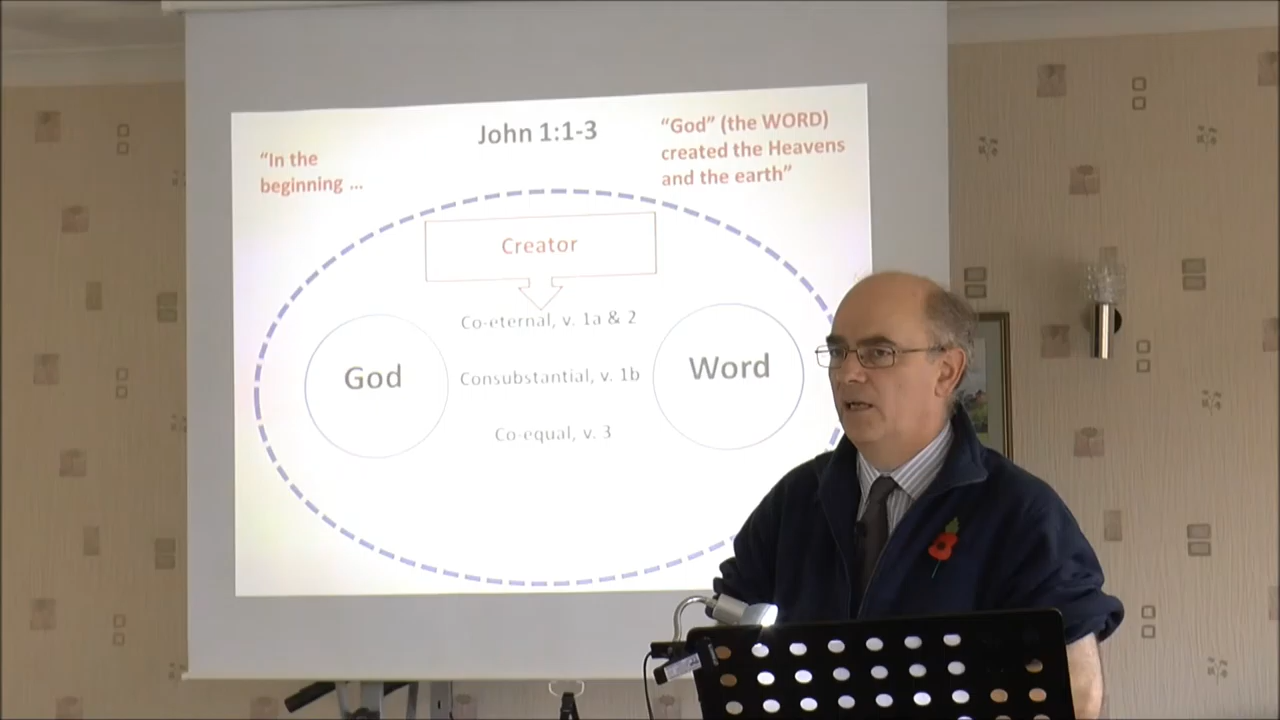 John 1:1-3
“In the
beginning ...
“God” (the WORD)
created the Heavens
and the earth”
Creator
Co-eternal, v. 1a & 2
God
Consubstantial, v. 1b
Word
Co-equal, v. 3